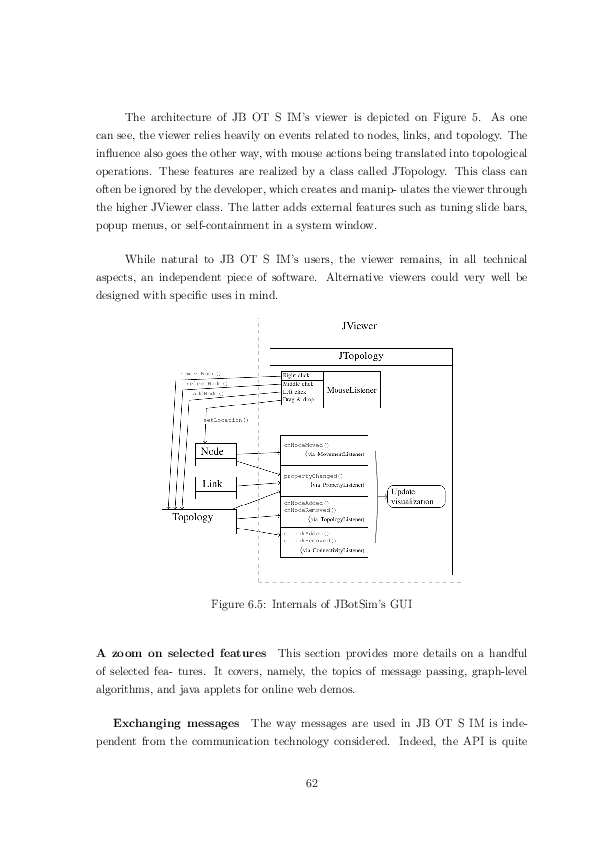 The architecture of JB OT S IM's viewer is depicted on Figure 5. As one
can see, the viewer relies heavily on events related to nodes, links, and topology. The
influence also goes the other way, with mouse actions being translated into topological
operations. These features are realized by a class called JTopology. This class can
often be ignored by the developer, which creates and manip- ulates the viewer through
the higher JViewer class. The latter adds external features such as tuning slide bars,
popup menus, or self-containment in a system window.
While natural to JB OT S IM's users, the viewer remains, in all technical
aspects, an independent piece of software. Alternative viewers could very well be
designed with specific uses in mind.
JViewer
JTopology
Right click
Middle click
Left click
Drag & drop
MouseListener
addNode()
setLocation()
Node
Link
Topology
onNodeMoved()
(via MovementListener)
propertyChanged()
(via PropertyListener)
onNodeAdded()
onNodeRemoved()
(via TopologyListener)
(via ConnectivityListener)
Update
visualization
Figure 6.5: Internals of JBotSim's GUI
A zoom on selected features This section provides more details on a handful
of selected fea- tures. It covers, namely, the topics of message passing, graph-level
algorithms, and java applets for online web demos.
Exchanging messages The way messages are used in JB OT S IM is inde-
pendent from the communication technology considered. Indeed, the API is quite
62